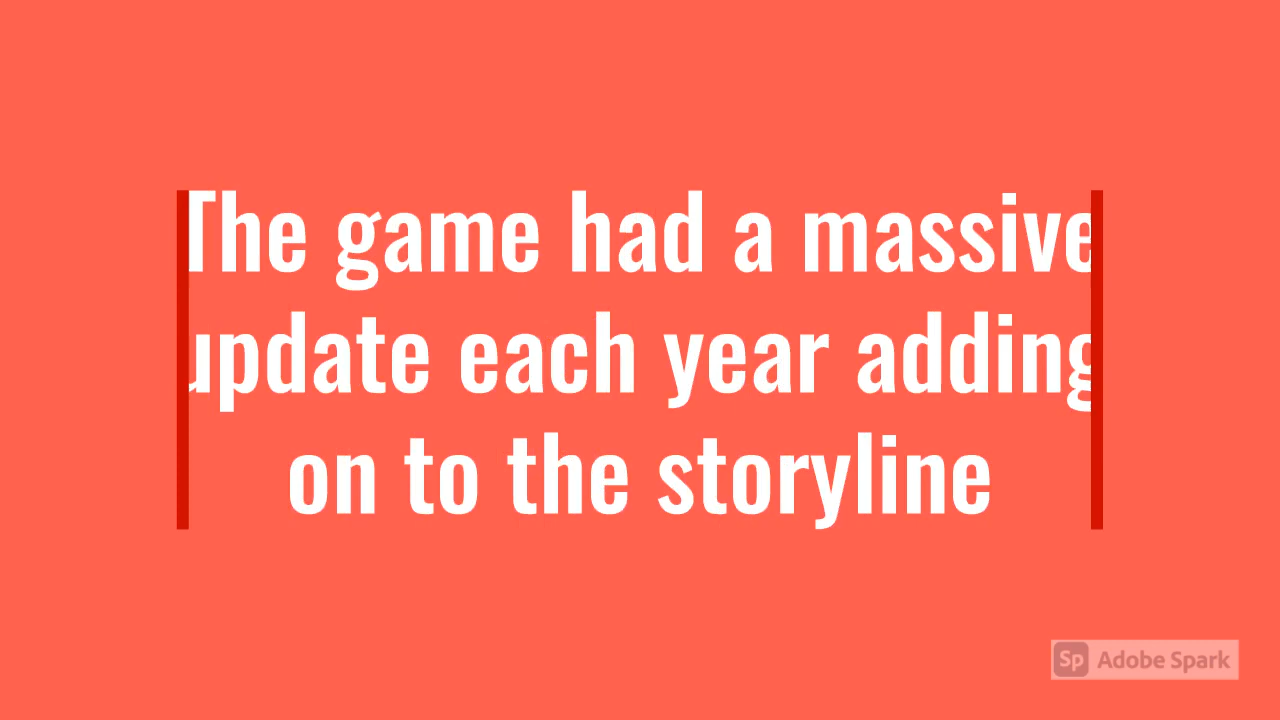 The game had a massive
update each year adding
on to the storyline
Sp Adobe Spark